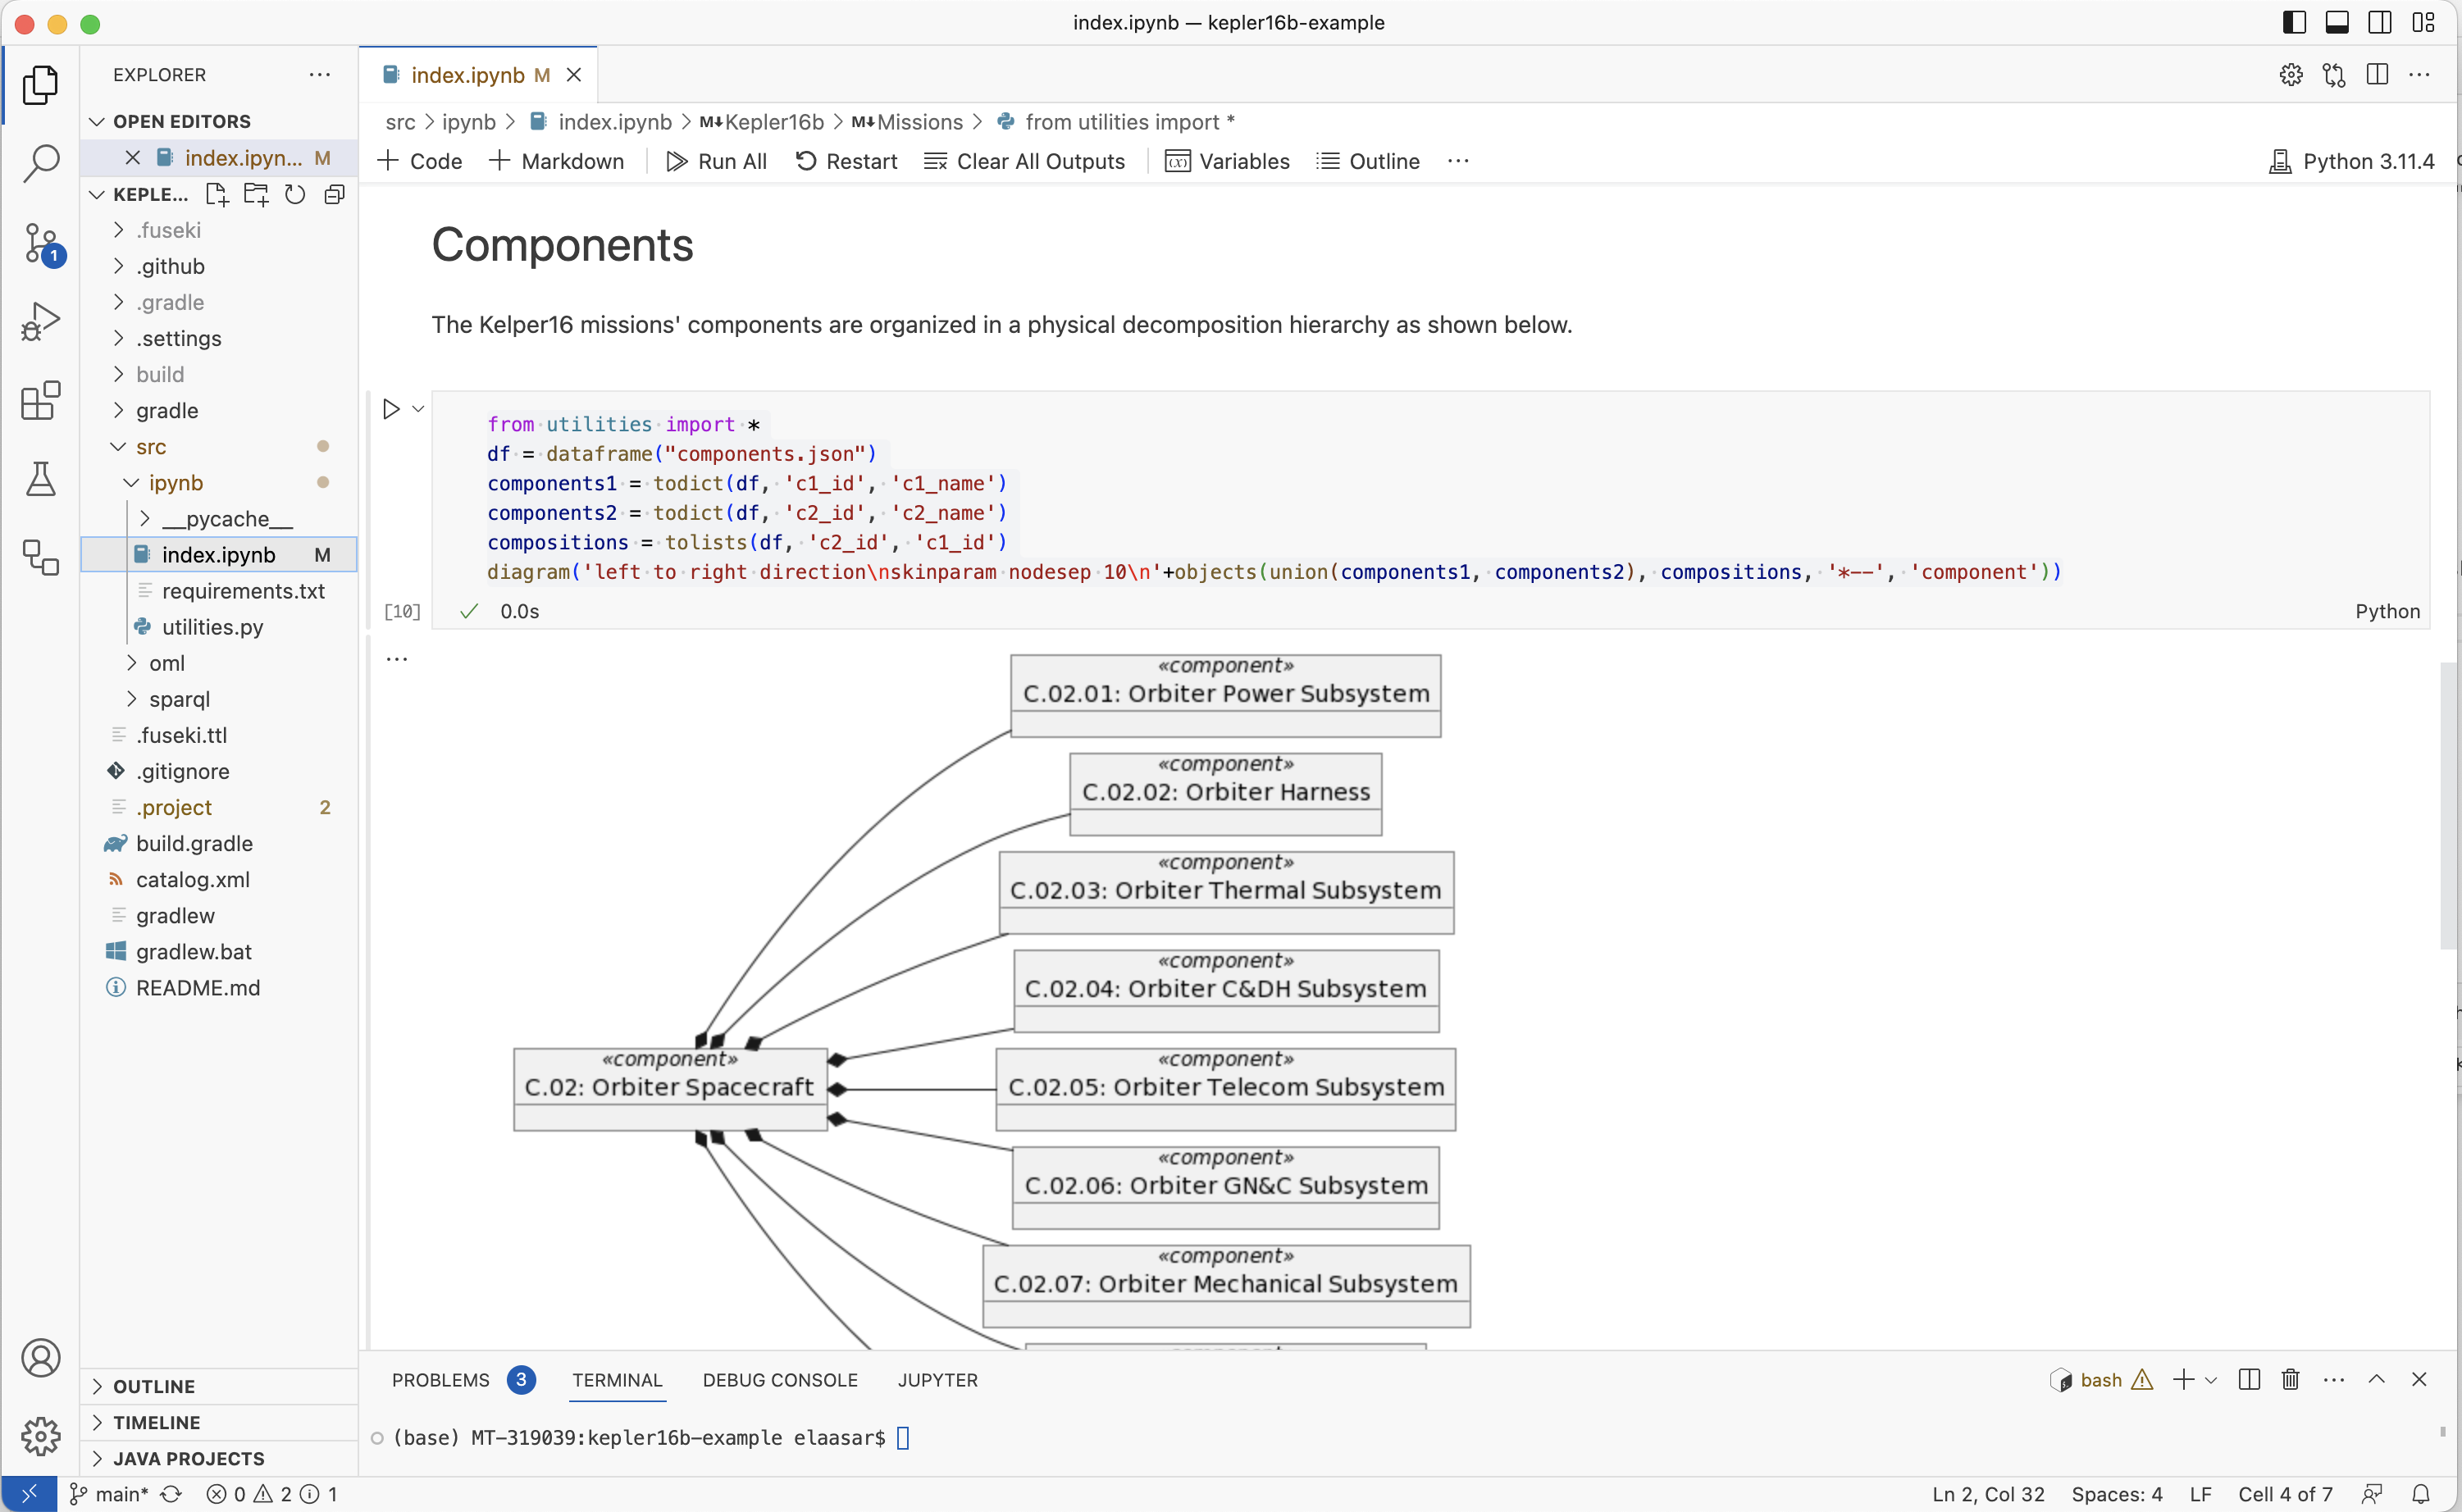 index.ipynb — kepler16b-example
EXPLORER
OPEN EDITORS
index.ipyn... M
KEPLE...
.fuseki
.github
.gradle
.settings
build
gradle
src
ipynb
__pycache__
index.ipynb M
requirements.txt
utilities.py
oml
sparql
.fuseki.ttl
.gitignore
.project 2
build.gradle
catalog.xml
gradlew
gradlew.bat
README.md
OUTLINE
TIMELINE
JAVA PROJECTS
1
index.ipynb M
src > ipynb > index.ipynb > M↓Kepler16b > M↓Missions > from utilities import *
Code Markdown Run All Restart Clear All Outputs Variables Outline ... Python 3.11.4
Components
The Kelper16 missions' components are organized in a physical decomposition hierarchy as shown below.
from utilities import *
df = dataframe("components.json")
components1 = todict(df, 'c1_id', 'c1_name')
components2 = todict(df, 'c2_id', 'c2_name')
compositions = tolists(df, 'c2_id', 'c1_id')
diagram('left to right direction\nskinparam nodesep 10\n'+objects(union(components1, components2), compositions, '*--', 'component'))
[10] 0.0s Python
«component»
C.02.01: Orbiter Power Subsystem
«component»
C.02.02: Orbiter Harness
«component»
C.02.03: Orbiter Thermal Subsystem
«component»
C.02.04: Orbiter C&DH Subsystem
«component»
C.02: Orbiter Spacecraft
«component»
C.02.05: Orbiter Telecom Subsystem
«component»
C.02.06: Orbiter GN&C Subsystem
«component»
C.02.07: Orbiter Mechanical Subsystem
PROBLEMS 3 TERMINAL DEBUG CONSOLE JUPYTER bash
(base) MT-319039:kepler16b-example elaasar$
main* 0 2 1 Ln 2, Col 32 Spaces: 4 LF Cell 4 of 7